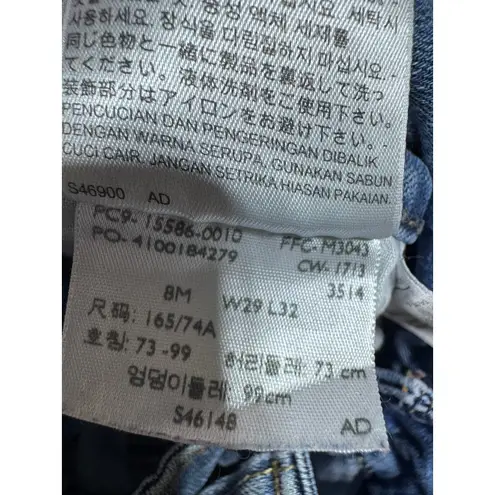 사용하세요. 장식을 다림질하지 마십시오.
同じ色物と一緒に製品を裏返して洗っ
てください。液体洗剤をご使用下さい。
装飾部分はアイロンをお避け下さい。
PENCUCIAN DAN PENGERINGAN DIBALIK
DENGAN WARNA SERUPA, GUNAKAN SABUN
CUCI CAIR. JANGAN SETRIKA HIASAN PAKAIAN.
S46900 AD
PC9- 15586-0010 FFC- M3043
PO- 4100184279 CW- 1713
3514
8M W29 L32
尺码: 165/74A
호칭: 73 -99 허리둘레: 73 cm
엉덩이둘레: 99cm
S46148 AD